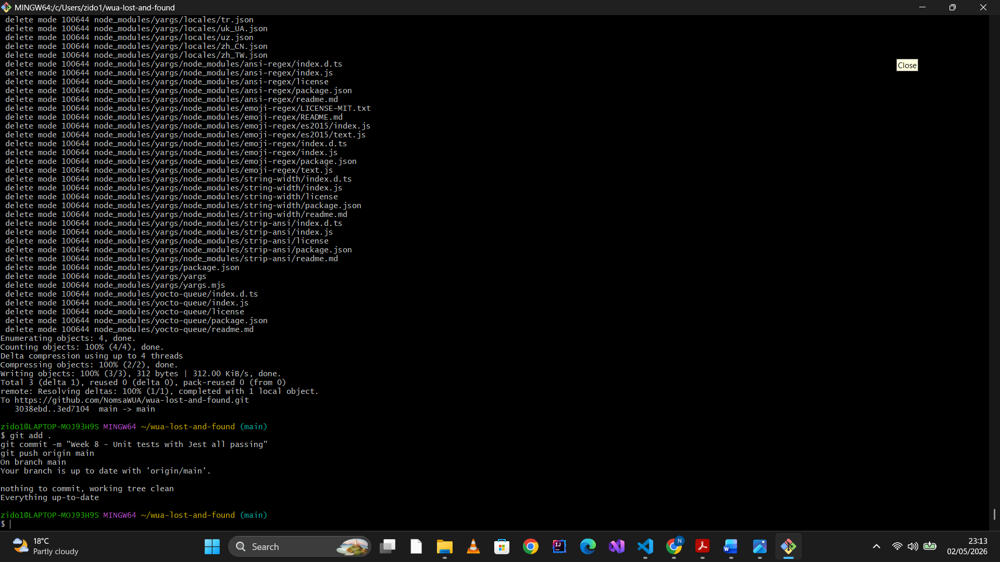 MINGW64:/c/Users/zido1/wua-lost-and-found
delete mode 100644 node_modules/yargs/locales/tr.json
delete mode 100644 node_modules/yargs/locales/uk_UA.json
delete mode 100644 node_modules/yargs/locales/uz.json
delete mode 100644 node_modules/yargs/locales/zh_CN.json
delete mode 100644 node_modules/yargs/locales/zh_TW.json
delete mode 100644 node_modules/yargs/node_modules/ansi-regex/index.d.ts
Close
delete mode 100644 node_modules/yargs/node_modules/ansi-regex/index.js
delete mode 100644 node_modules/yargs/node_modules/ansi-regex/license
delete mode 100644 node_modules/yargs/node_modules/ansi-regex/package.json
delete mode 100644 node_modules/yargs/node_modules/ansi-regex/readme.md
delete mode 100644 node_modules/yargs/node_modules/emoji-regex/LICENSE-MIT.txt
delete mode 100644 node_modules/yargs/node_modules/emoji-regex/README.md
delete mode 100644 node_modules/yargs/node_modules/emoji-regex/es2015/index.js
delete mode 100644 node_modules/yargs/node_modules/emoji-regex/es2015/text.js
delete mode 100644 node_modules/yargs/node_modules/emoji-regex/index.d.ts
delete mode 100644 node_modules/yargs/node_modules/emoji-regex/index.js
delete mode 100644 node_modules/yargs/node_modules/emoji-regex/package.json
delete mode 100644 node_modules/yargs/node_modules/emoji-regex/text.js
delete mode 100644 node_modules/yargs/node_modules/string-width/index.d.ts
delete mode 100644 node_modules/yargs/node_modules/string-width/index.js
delete mode 100644 node_modules/yargs/node_modules/string-width/license
delete mode 100644 node_modules/yargs/node_modules/string-width/package.json
delete mode 100644 node_modules/yargs/node_modules/string-width/readme.md
delete mode 100644 node_modules/yargs/node_modules/strip-ansi/index.d.ts
delete mode 100644 node_modules/yargs/node_modules/strip-ansi/index.js
delete mode 100644 node_modules/yargs/node_modules/strip-ansi/license
delete mode 100644 node_modules/yargs/node_modules/strip-ansi/package.json
delete mode 100644 node_modules/yargs/node_modules/strip-ansi/readme.md
delete mode 100644 node_modules/yargs/package.json
delete mode 100644 node_modules/yargs/yargs
delete mode 100644 node_modules/yargs/yargs.mjs
delete mode 100644 node_modules/yocto-queue/index.d.ts
delete mode 100644 node_modules/yocto-queue/index.js
delete mode 100644 node_modules/yocto-queue/license
delete mode 100644 node_modules/yocto-queue/package.json
delete mode 100644 node_modules/yocto-queue/readme.md
Enumerating objects: 4, done.
Counting objects: 100% (4/4), done.
Delta compression using up to 4 threads
Compressing objects: 100% (2/2), done.
Writing objects: 100% (3/3), 312 bytes | 312.00 KiB/s, done.
Total 3 (delta 1), reused 0 (delta 0), pack-reused 0 (from 0)
remote: Resolving deltas: 100% (1/1), completed with 1 local object.
To https://github.com/NomsaWUA/wua-lost-and-found.git
3038ebd..3ed7104 main -> main
zido1@LAPTOP-MOJ93H9S MINGW64 ~/wua-lost-and-found (main)
$ git add .
git commit -m "Week 8 - Unit tests with Jest all passing"
git push origin main
On branch main
Your branch is up to date with 'origin/main'.
nothing to commit, working tree clean
Everything up-to-date
zido1@LAPTOP-MOJ93H9S MINGW64 ~/wua-lost-and-found (main)
$
18°C
Partly cloudy
Search
IJ
N
W
23:13
02/05/2026